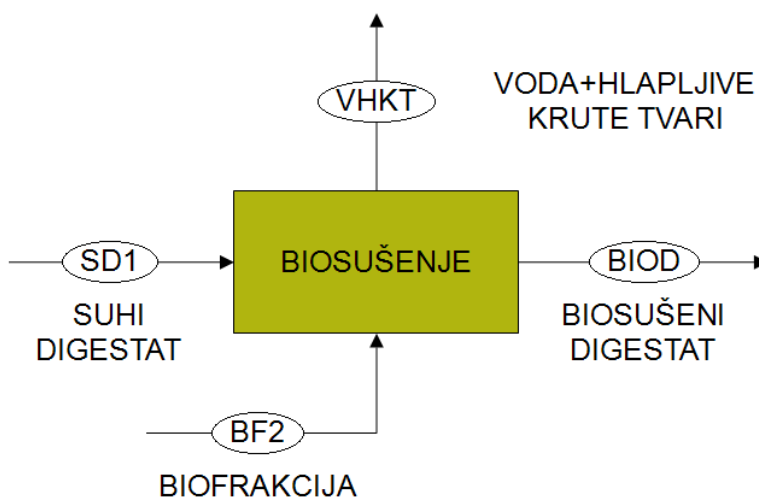 VHKT
VODA+HLAPLJIVE
KRUTE TVARI
SD1
BIOSUŠENJE
BIOD
SUHI
DIGESTAT
BIOSUŠENI
DIGESTAT
BF2
BIOFRAKCIJA